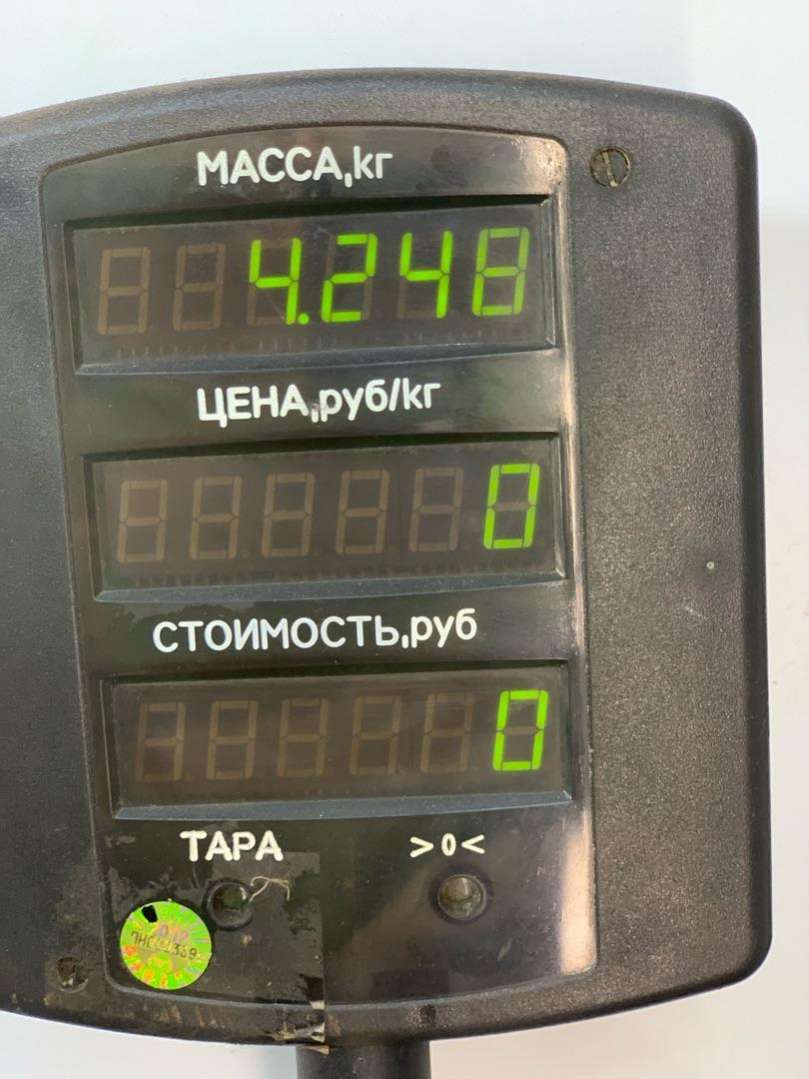 МАССА,кг
4.248
ЦЕНА,руб/кг
0
СТОИМОСТЬ,руб
0
ТАРА >0<